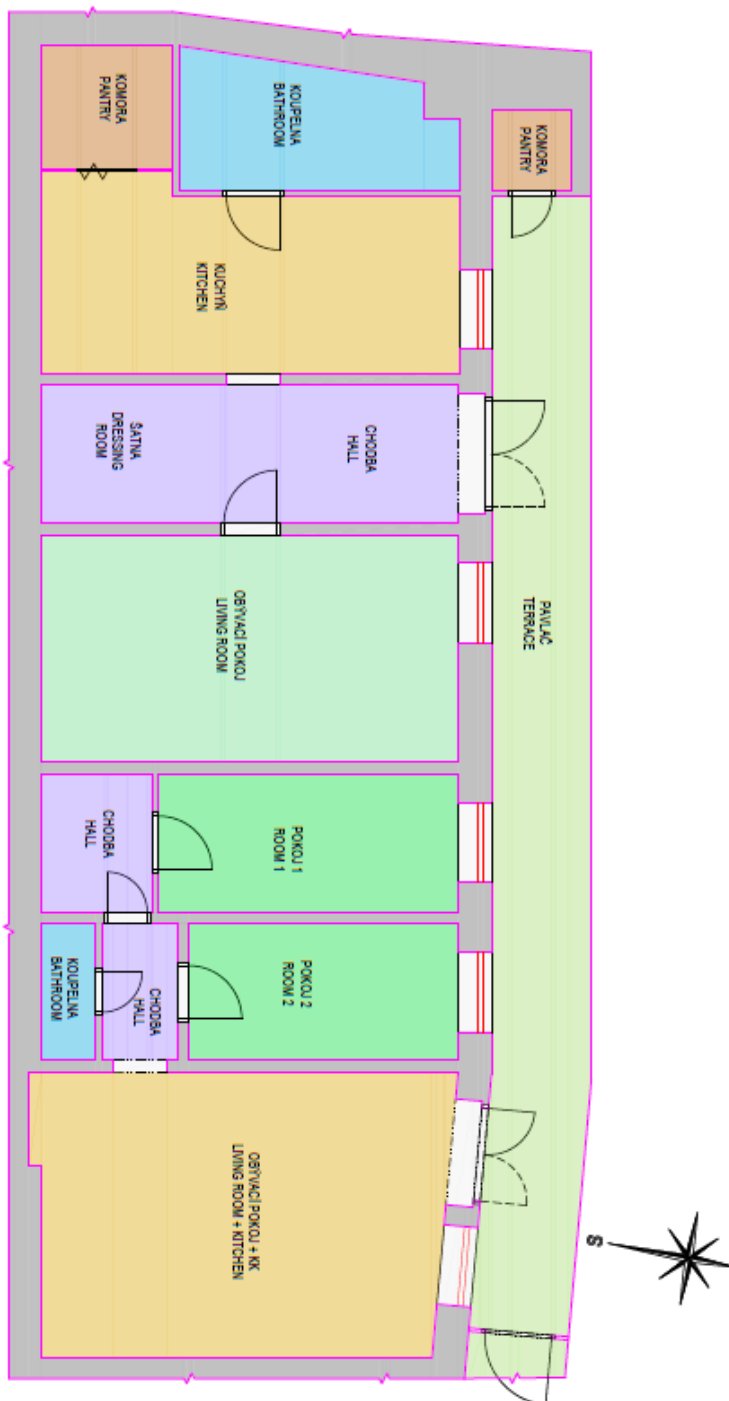 KOMORA
PANTRY
KOUPELNA
BATHROOM
KOMORA
PANTRY
KUCHYŇ
KITCHEN
ŠATNA
DRESSING
ROOM
CHODBA
HALL
OBÝVACÍ POKOJ
LIVING ROOM
PAVLAČ
TERRACE
CHODBA
HALL
POKOJ 1
ROOM 1
KOUPELNA
BATHROOM
CHODBA
HALL
POKOJ 2
ROOM 2
OBÝVACÍ POKOJ + KK
LIVING ROOM + KITCHEN
S